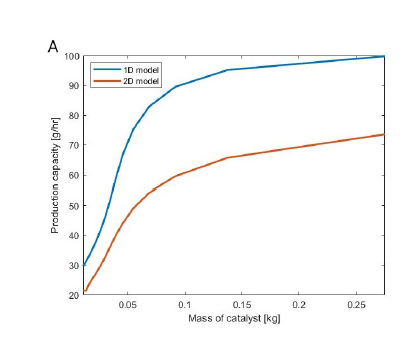 A
1D model
2D model
Production capacity [g/hr]
100
90
80
70
60
50
40
30
20
0.05 0.1 0.15 0.2 0.25
Mass of catalyst [kg]